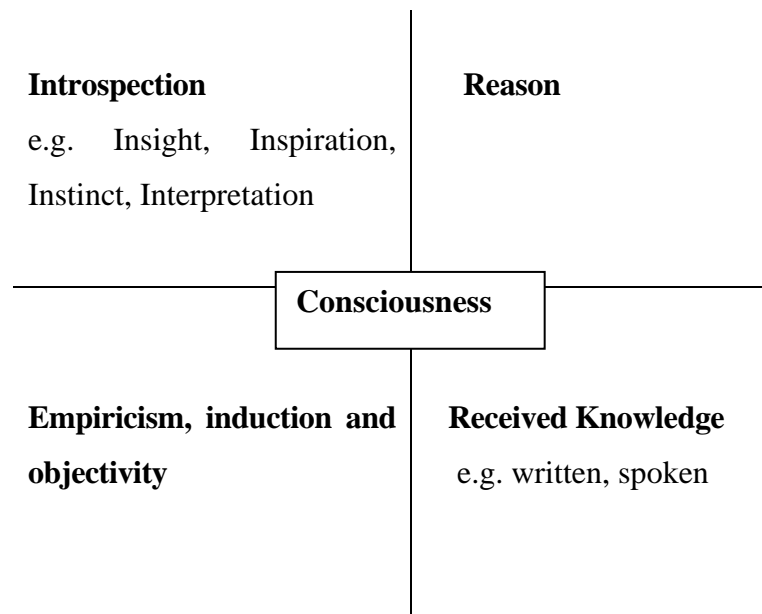 Introspection
e.g. Insight, Inspiration,
Instinct, Interpretation
Reason
Consciousness
Empiricism, induction and
objectivity
Received Knowledge
e.g. written, spoken